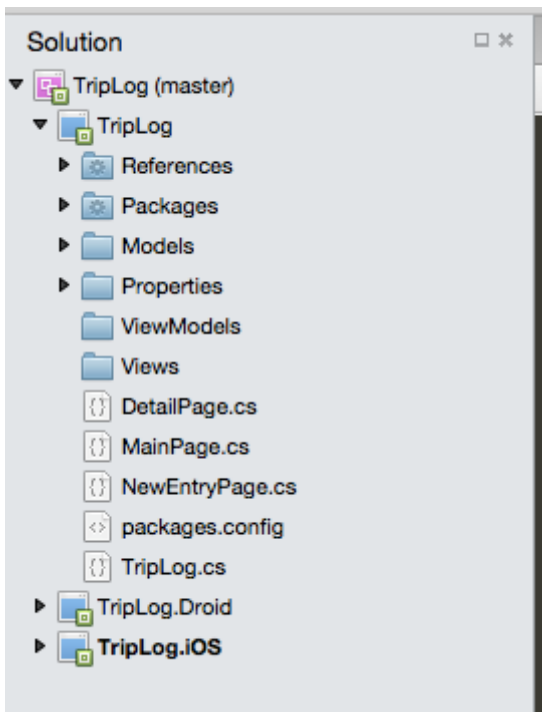 Solution
TripLog (master)
TripLog
References
Packages
Models
Properties
ViewModels
Views
DetailPage.cs
MainPage.cs
NewEntryPage.cs
packages.config
TripLog.cs
TripLog.Droid
TripLog.iOS